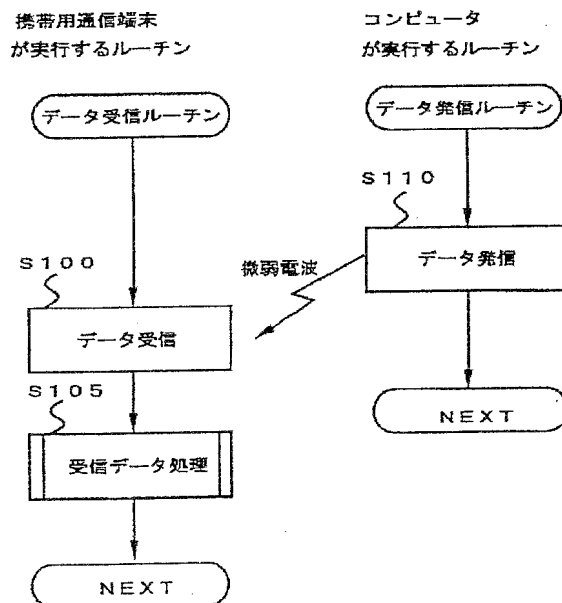 携帯用通信端末
が実行するルーチン
コンピュータ
が実行するルーチン
データ受信ルーチン
データ発信ルーチン
S110
データ発信
微弱電波
S100
データ受信
S105
受信データ処理
NEXT
NEXT